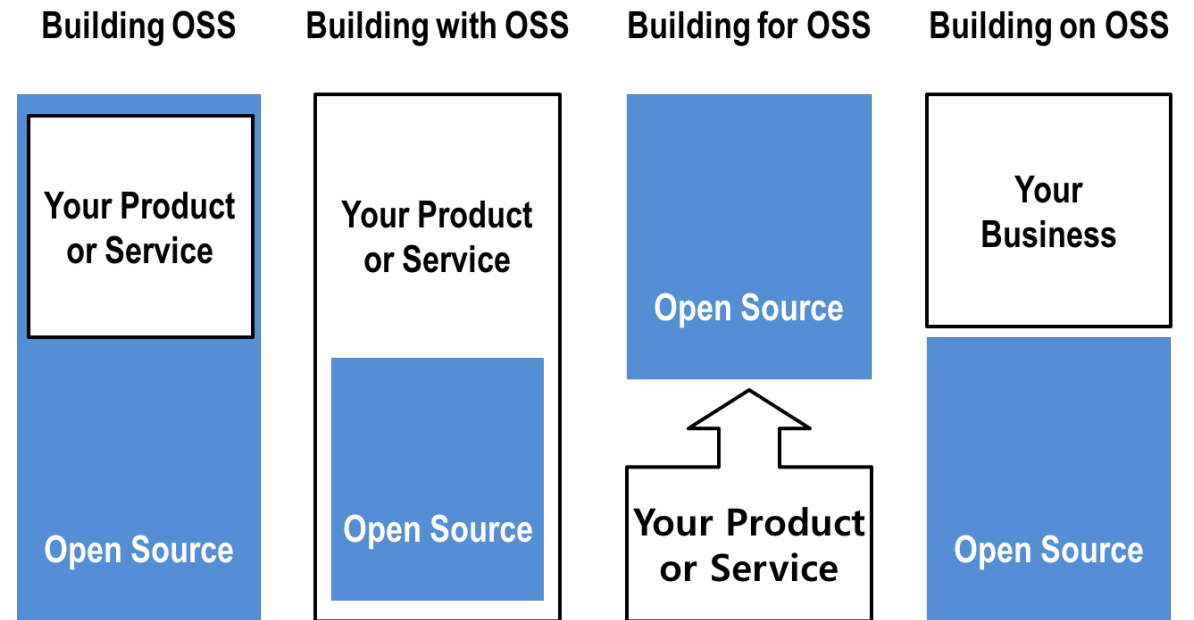 Building OSS
Building with OSS
Building for OSS
Building on OSS
Your Product
or Service
Open Source
Your Product
or Service
Open Source
Open Source
Your Product
or Service
Your
Business
Open Source